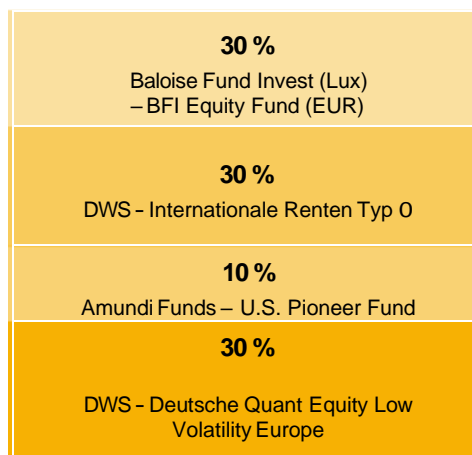 30 %
Baloise Fund Invest (Lux)
– BFI Equity Fund (EUR)
30 %
DWS - Internationale Renten Typ O
10 %
Amundi Funds – U.S. Pioneer Fund
30 %
DWS - Deutsche Quant Equity Low
Volatility Europe